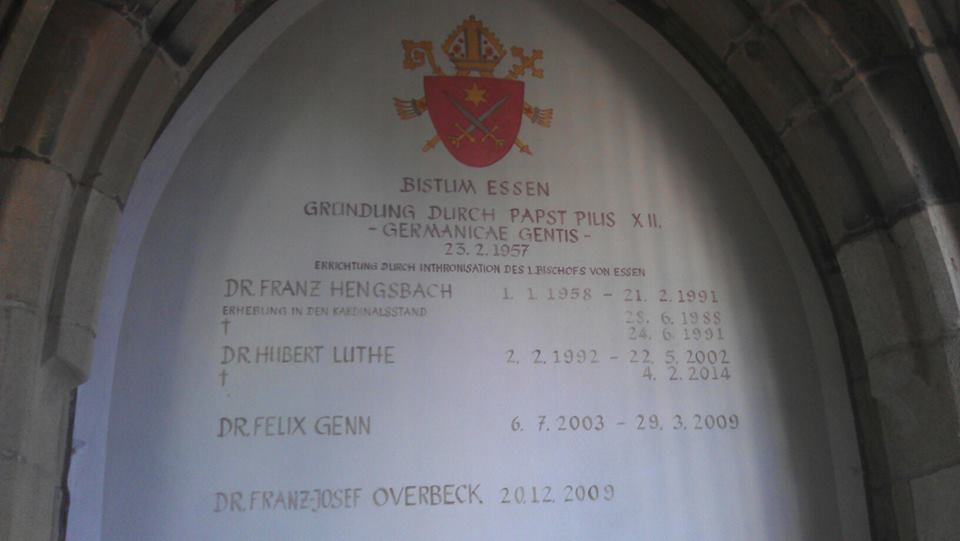 BISTUM ESSEN
GRÜNDUNG DURCH PAPST PIUS XII.
-GERMANICAE GENTIS-
23.2.1957
ERRICHTUNG DURCH INTHRONISATION DES 1.BISCHOFS VON ESSEN
DR. FRANZ HENGSBACH 1. 1. 1958 - 21. 2. 1991
ERHEBUNG IN DEN KARDINALSSTAND 28. 6. 1988
† 24. 6. 1991
DR. HUBERT LUTHE 2. 2. 1992 - 22. 5. 2002
† 4. 2. 2014
DR. FELIX GENN 6. 7. 2003 - 29. 3. 2009
DR. FRANZ-JOSEF OVERBECK 20.12. 2009